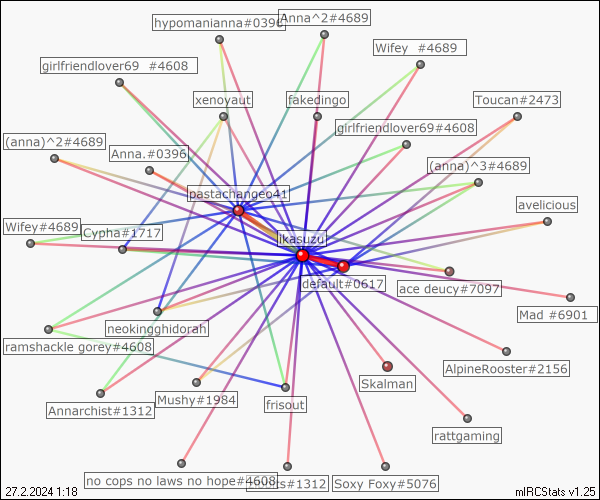 hypomanianna#0396
Anna^2#4689
Wifey  #4689
girlfriendlover69  #4608
xenoyaut
fakedingo
Toucan#2473
girlfriendlover69#4608
(anna)^2#4689
Anna.#0396
(anna)^3#4689
pastachangeo41
avelicious
Wifey#4689
Cypha#1717
Ikasuzu
default#0617
ace deucy#7097
Mad #6901
neokingghidorah
ramshackle gorey#4608
AlpineRooster#2156
Skalman
Annarchist#1312
Mushy#1984
frisout
rattgaming
no cops no laws no hope#4608
#1312
Soxy Foxy#5076
27.2.2024 1:18
mIRCStats v1.25